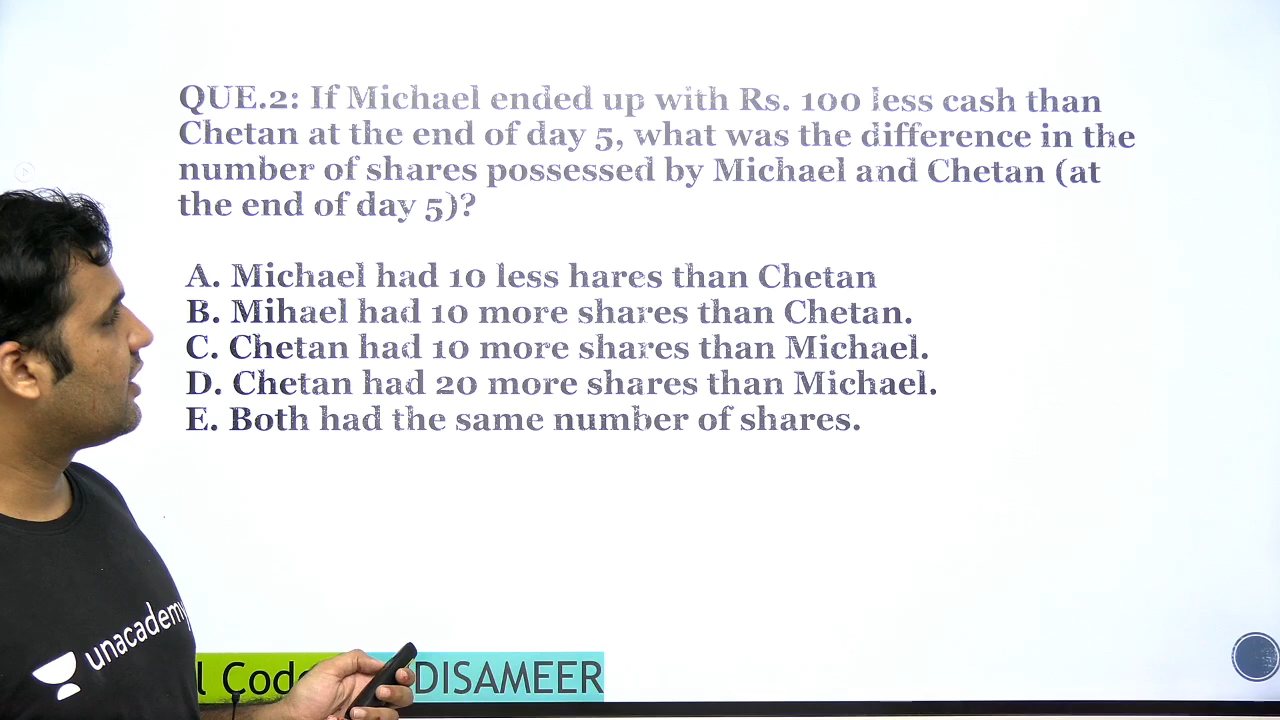 QUE.2: If Michael ended up with Rs. 100 less cash than
Chetan at the end of day 5, what was the difference in the
number of shares possessed by Michael and Chetan (at
the end of day 5)?
A. Michael had 10 less hares than Chetan
B. Mihael had 10 more shares than Chetan.
C. Chetan had 10 more shares than Michael.
D. Chetan had 20 more shares than Michael.
E. Both had the same number of shares.
unacademy
DISAMEER